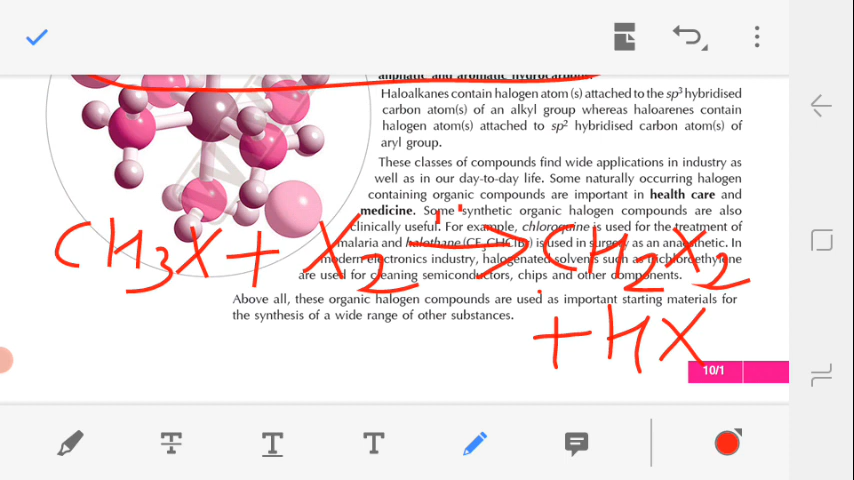 aliphatic and aromatic hydrocarbons.
Haloalkanes contain halogen atom (s) attached to the sp³ hybridised
carbon atom(s) of an alkyl group whereas haloarenes contain
halogen atom(s) attached to sp² hybridised carbon atom(s) of
aryl group.
These classes of compounds find wide applications in industry as
well as in our day-to-day life. Some naturally occurring halogen
containing organic compounds are important in health care and
medicine. Some synthetic organic halogen compounds are also
clinically useful. For example, chloroquine is used for the treatment of
malaria and halothane (CF₃CHClBr) is used in surgery as an anaesthetic. In
modern electronics industry, halogenated solvents such as trichloroethylene
are used for cleaning semiconductors, chips and other components.
CH₃X + X₂ → CH₂X₂
+ HX
Above all, these organic halogen compounds are used as important starting materials for
the synthesis of a wide range of other substances.
10/1
T
T
T